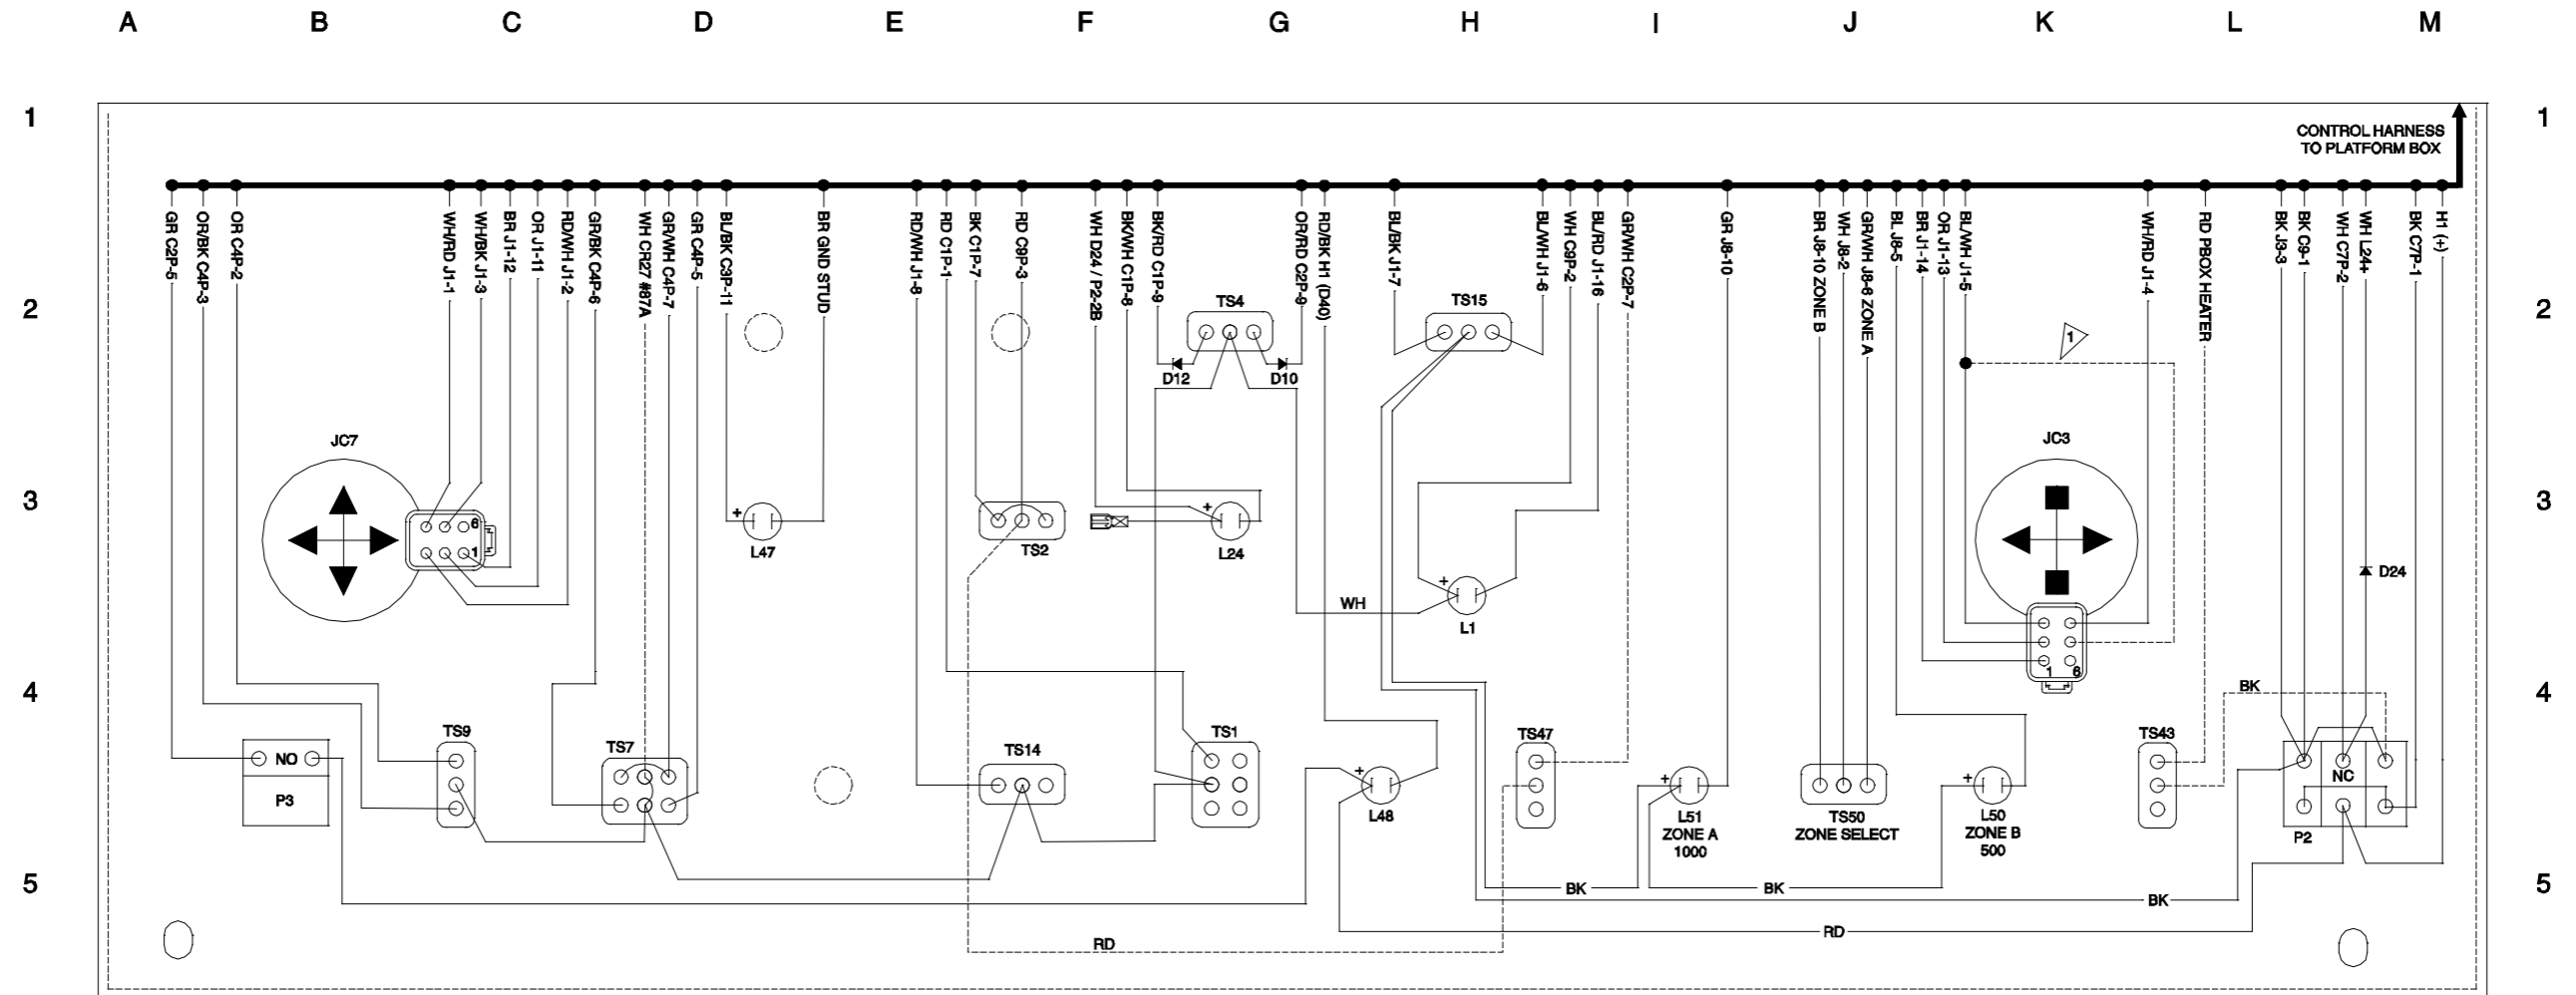 A B C D E F G H I J K L M
1 1
CONTROL HARNESS
TO PLATFORM BOX
GR C2P-5
OR/BK C4P-3
OR C4P-2
WH/RD J1-1
WH/BK J1-3
BR J1-12
OR J1-11
RD/WH J1-2
GR/BK C4P-6
WH CR27 #87A
GR/WH C4P-7
GR C4P-5
BL/BK C3P-11
BR GND STUD
RD/WH J1-8
RD C1P-1
BK C1P-7
RD C9P-3
WH D24 / P2-2B
BK/WH C1P-8
BK/RD C1P-9
OR/RD C2P-9
RD/BK H1 (D40)
BL/BK J1-7
BL/WH J1-6
WH C9P-2
BL/RD J1-16
GR/WH C2P-7
GR J8-10
BR J8-10 ZONE B
WH J8-2
GR/WH J8-6 ZONE A
BL J8-5
BR J1-14
OR J1-13
BL/WH J1-5
WH/RD J1-4
RD PBOX HEATER
BK J3-3
BK C9-1
WH C7P-2
WH L24+
BK C7P-1
H1 (+)
2 2
TS4
TS15
1
D12
D10
JC7
JC3
3 3
6
1
+
L47
TS2
+
L24
D24
+
WH
L1
1 6
4 4
BK
TS9
TS7
TS14
TS1
TS47
TS43
NO
P3
NC
P2
+
L48
+
L51
ZONE A
1000
TS50
ZONE SELECT
+
L50
ZONE B
500
5 5
BK
BK
BK
RD
RD